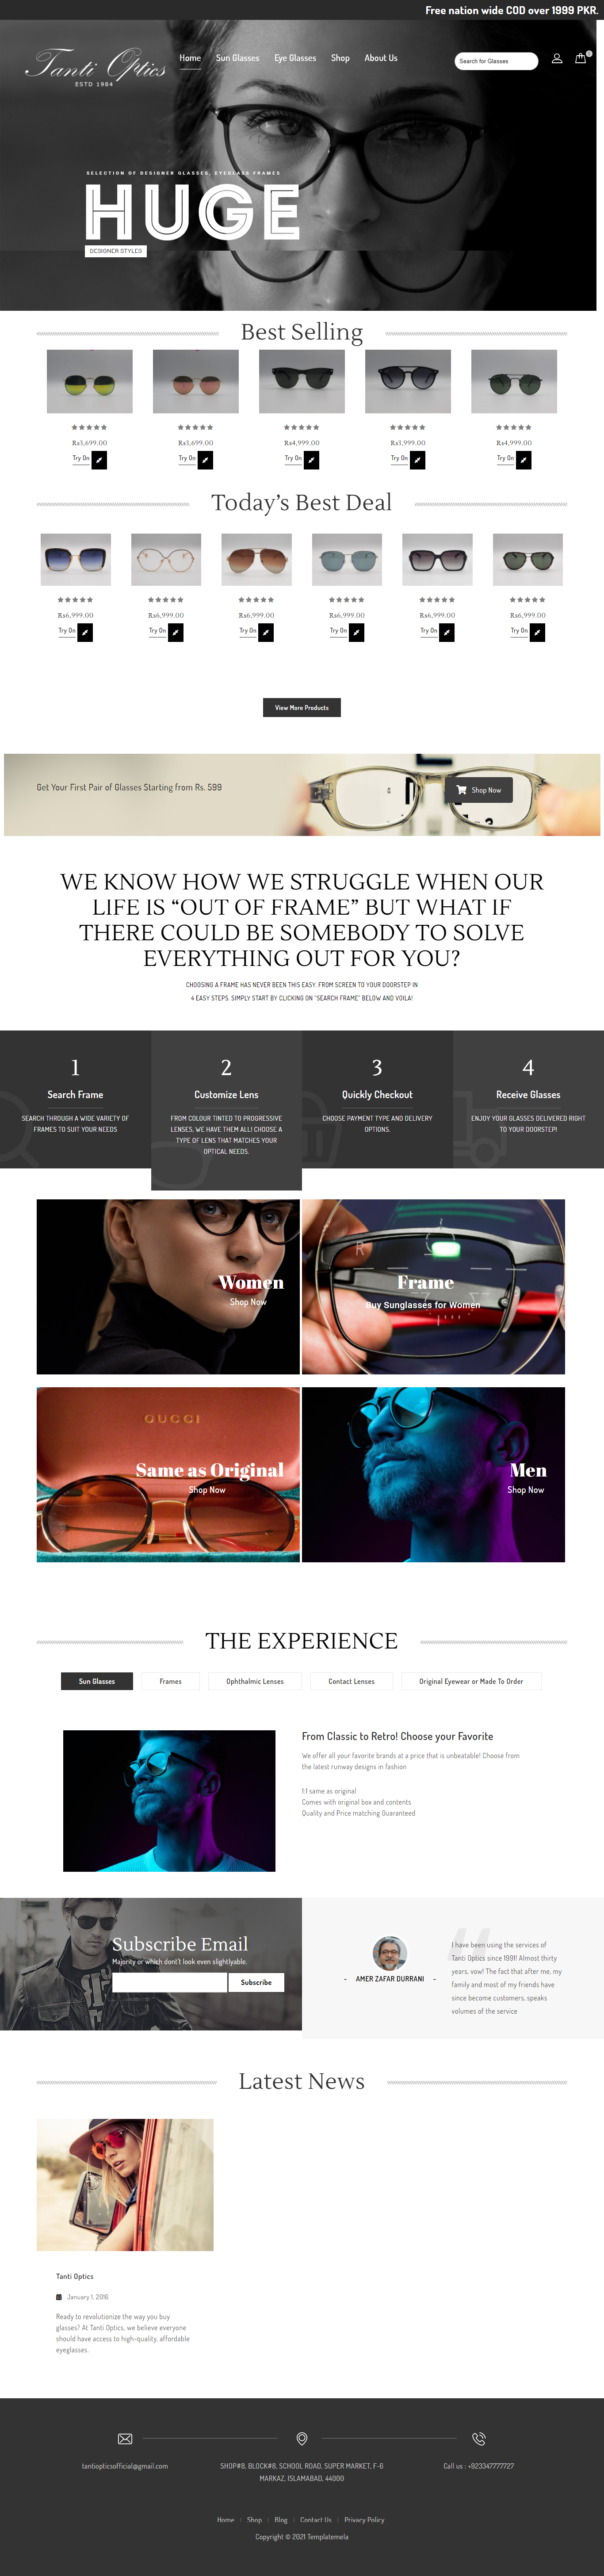 Free nation wide COD over 1999 PKR.
Tanti Optics
ESTD 1984
Home Sun Glasses Eye Glasses Shop About Us
Search for Glasses
0
SELECTION OF DESIGNER GLASSES, EYEGLASS FRAMES
HUGE
DESIGNER STYLES
Best Selling
Rs3,699.00 Rs3,699.00 Rs4,999.00 Rs3,999.00 Rs4,999.00
Try On Try On Try On Try On Try On
Today's Best Deal
Rs6,999.00 Rs6,999.00 Rs6,999.00 Rs6,999.00 Rs6,999.00 Rs6,999.00
Try On Try On Try On Try On Try On Try On
View More Products
Get Your First Pair of Glasses Starting from Rs. 599
Shop Now
WE KNOW HOW WE STRUGGLE WHEN OUR
LIFE IS “OUT OF FRAME” BUT WHAT IF
THERE COULD BE SOMEBODY TO SOLVE
EVERYTHING OUT FOR YOU?
CHOOSING A FRAME HAS NEVER BEEN THIS EASY. FROM SCREEN TO YOUR DOORSTEP IN
4 EASY STEPS. SIMPLY START BY CLICKING ON “SEARCH FRAME” BELOW AND VOILA!
1
Search Frame
SEARCH THROUGH A WIDE VARIETY OF
FRAMES TO SUIT YOUR NEEDS
2
Customize Lens
FROM COLOUR TINTED TO PROGRESSIVE
LENSES, WE HAVE THEM ALL! CHOOSE A
TYPE OF LENS THAT MATCHES YOUR
OPTICAL NEEDS.
3
Quickly Checkout
CHOOSE PAYMENT TYPE AND DELIVERY
OPTIONS.
4
Receive Glasses
ENJOY YOUR GLASSES DELIVERED RIGHT
TO YOUR DOORSTEP!
Women
Shop Now
Frame
Buy Sunglasses for Women
GUCCI
Same as Original
Shop Now
Men
Shop Now
THE EXPERIENCE
Sun Glasses Frames Ophthalmic Lenses Contact Lenses Original Eyewear or Made To Order
From Classic to Retro! Choose your Favorite
We offer all your favorite brands at a price that is unbeatable! Choose from
the latest runway designs in fashion
1:1 same as original
Comes with original box and contents
Quality and Price matching Guaranteed
Subscribe Email
Majority or which don't look even slightlyable.
Subscribe
- AMER ZAFAR DURRANI -
I have been using the services of
Tanti Optics since 1991! Almost thirty
years, wow! The fact that after me, my
family and most of my friends have
since become customers, speaks
volumes of the service
Latest News
Tanti Optics
January 1, 2016
Ready to revolutionize the way you buy
glasses? At Tanti Optics, we believe everyone
should have access to high-quality, affordable
eyeglasses.
tantiopticsofficial@gmail.com
SHOP#8, BLOCK#8, SCHOOL ROAD, SUPER MARKET, F-6
MARKAZ, ISLAMABAD, 44000
Call us : +923347777727
Home | Shop | Blog | Contact Us | Privacy Policy
Copyright © 2021 Templatemela